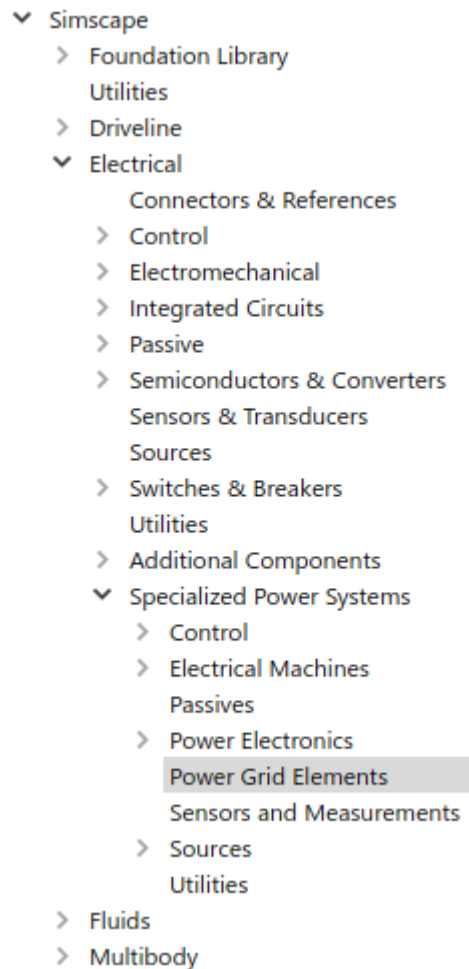 Simscape
Foundation Library
Utilities
Driveline
Electrical
Connectors & References
Control
Electromechanical
Integrated Circuits
Passive
Semiconductors & Converters
Sensors & Transducers
Sources
Switches & Breakers
Utilities
Additional Components
Specialized Power Systems
Control
Electrical Machines
Passives
Power Electronics
Power Grid Elements
Sensors and Measurements
Sources
Utilities
Fluids
Multibody